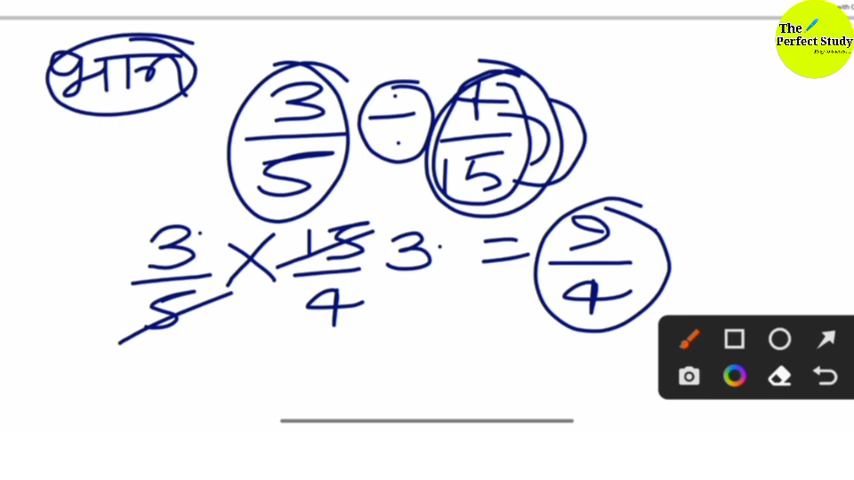 The
Perfect Study
भाग
3/5 ÷ 4/15
3/5 × 15/4 3 = 9/4